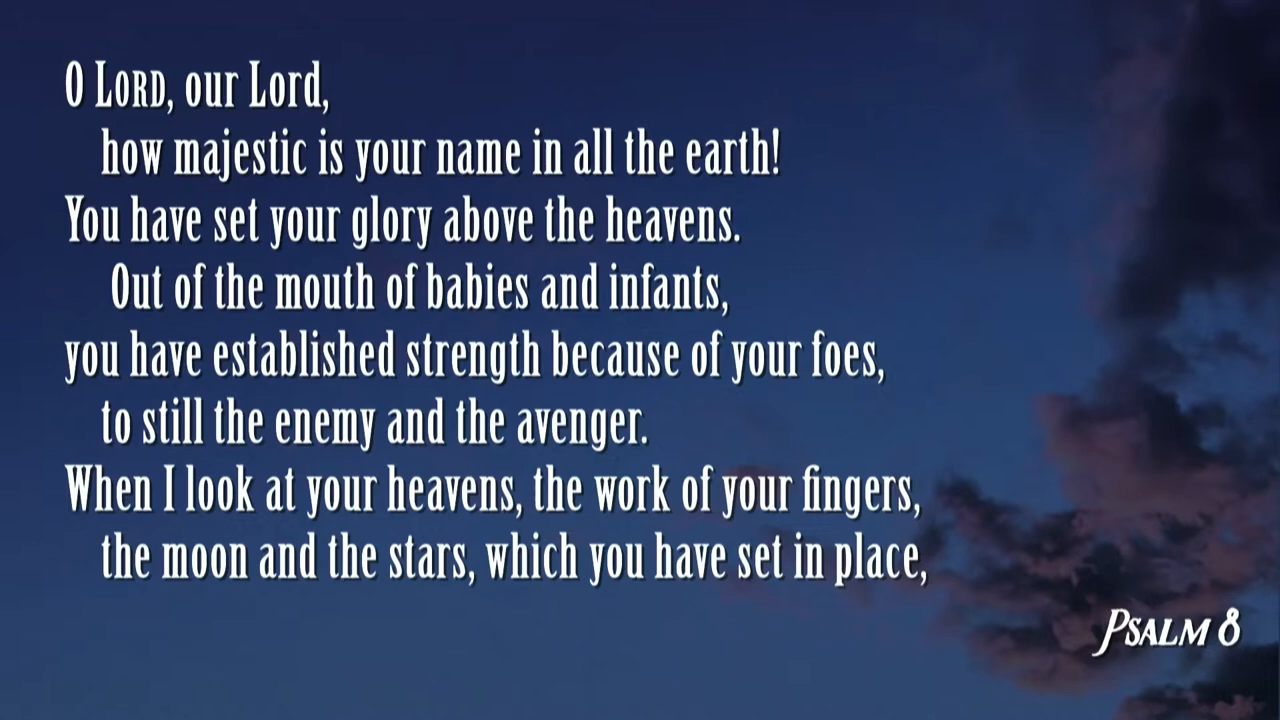 O LORD, our Lord,
how majestic is your name in all the earth!
You have set your glory above the heavens.
Out of the mouth of babies and infants,
you have established strength because of your foes,
to still the enemy and the avenger.
When I look at your heavens, the work of your fingers,
the moon and the stars, which you have set in place,
PSALM 8